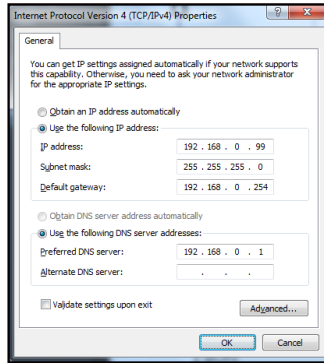 Internet Protocol Version 4 (TCP/IPv4) Properties
General
You can get IP settings assigned automatically if your network supports
this capability. Otherwise, you need to ask your network administrator
for the appropriate IP settings.
Obtain an IP address automatically
Use the following IP address:
IP address: 192 . 168 . 0 . 99
Subnet mask: 255 . 255 . 255 . 0
Default gateway: 192 . 168 . 0 . 254
Obtain DNS server address automatically
Use the following DNS server addresses:
Preferred DNS server: 192 . 168 . 0 . 1
Alternate DNS server: . . .
Validate settings upon exit
Advanced...
OK Cancel